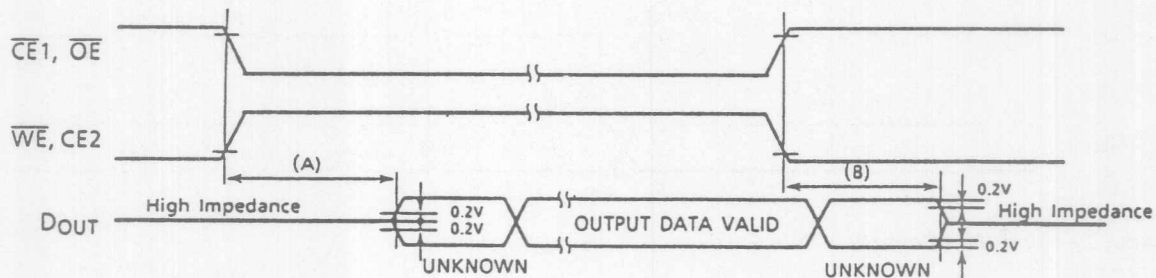 CE1, OE
WE, CE2
(A)
(B)
DOUT
High Impedance
0.2V
0.2V
UNKNOWN
OUTPUT DATA VALID
UNKNOWN
0.2V
0.2V
High Impedance